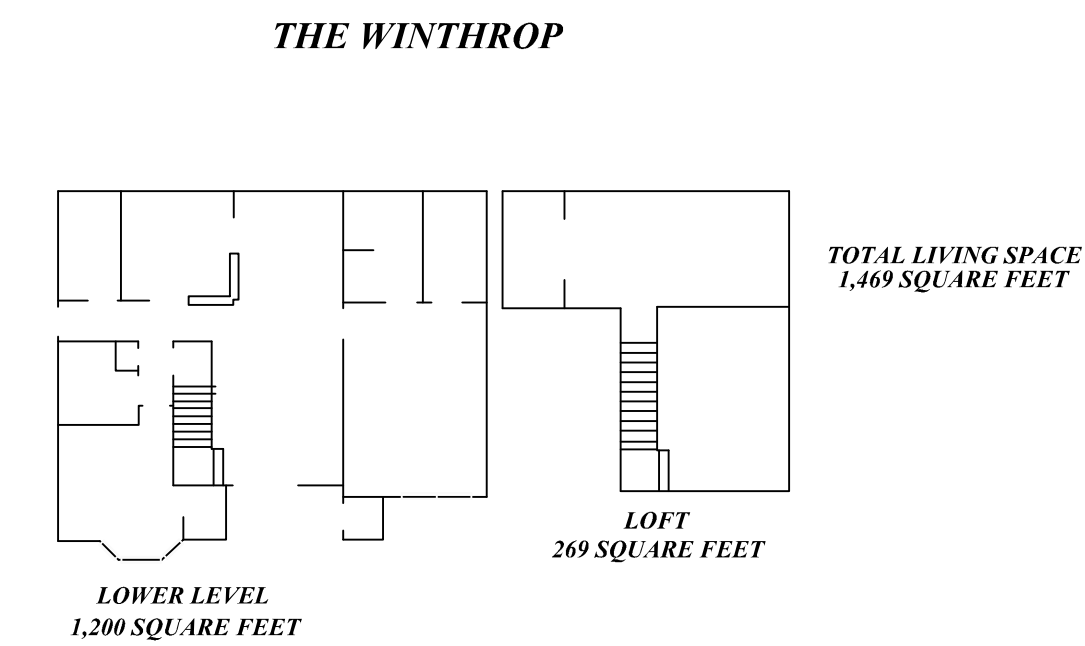 THE WINTHROP
TOTAL LIVING SPACE
1,469 SQUARE FEET
LOFT
269 SQUARE FEET
LOWER LEVEL
1,200 SQUARE FEET